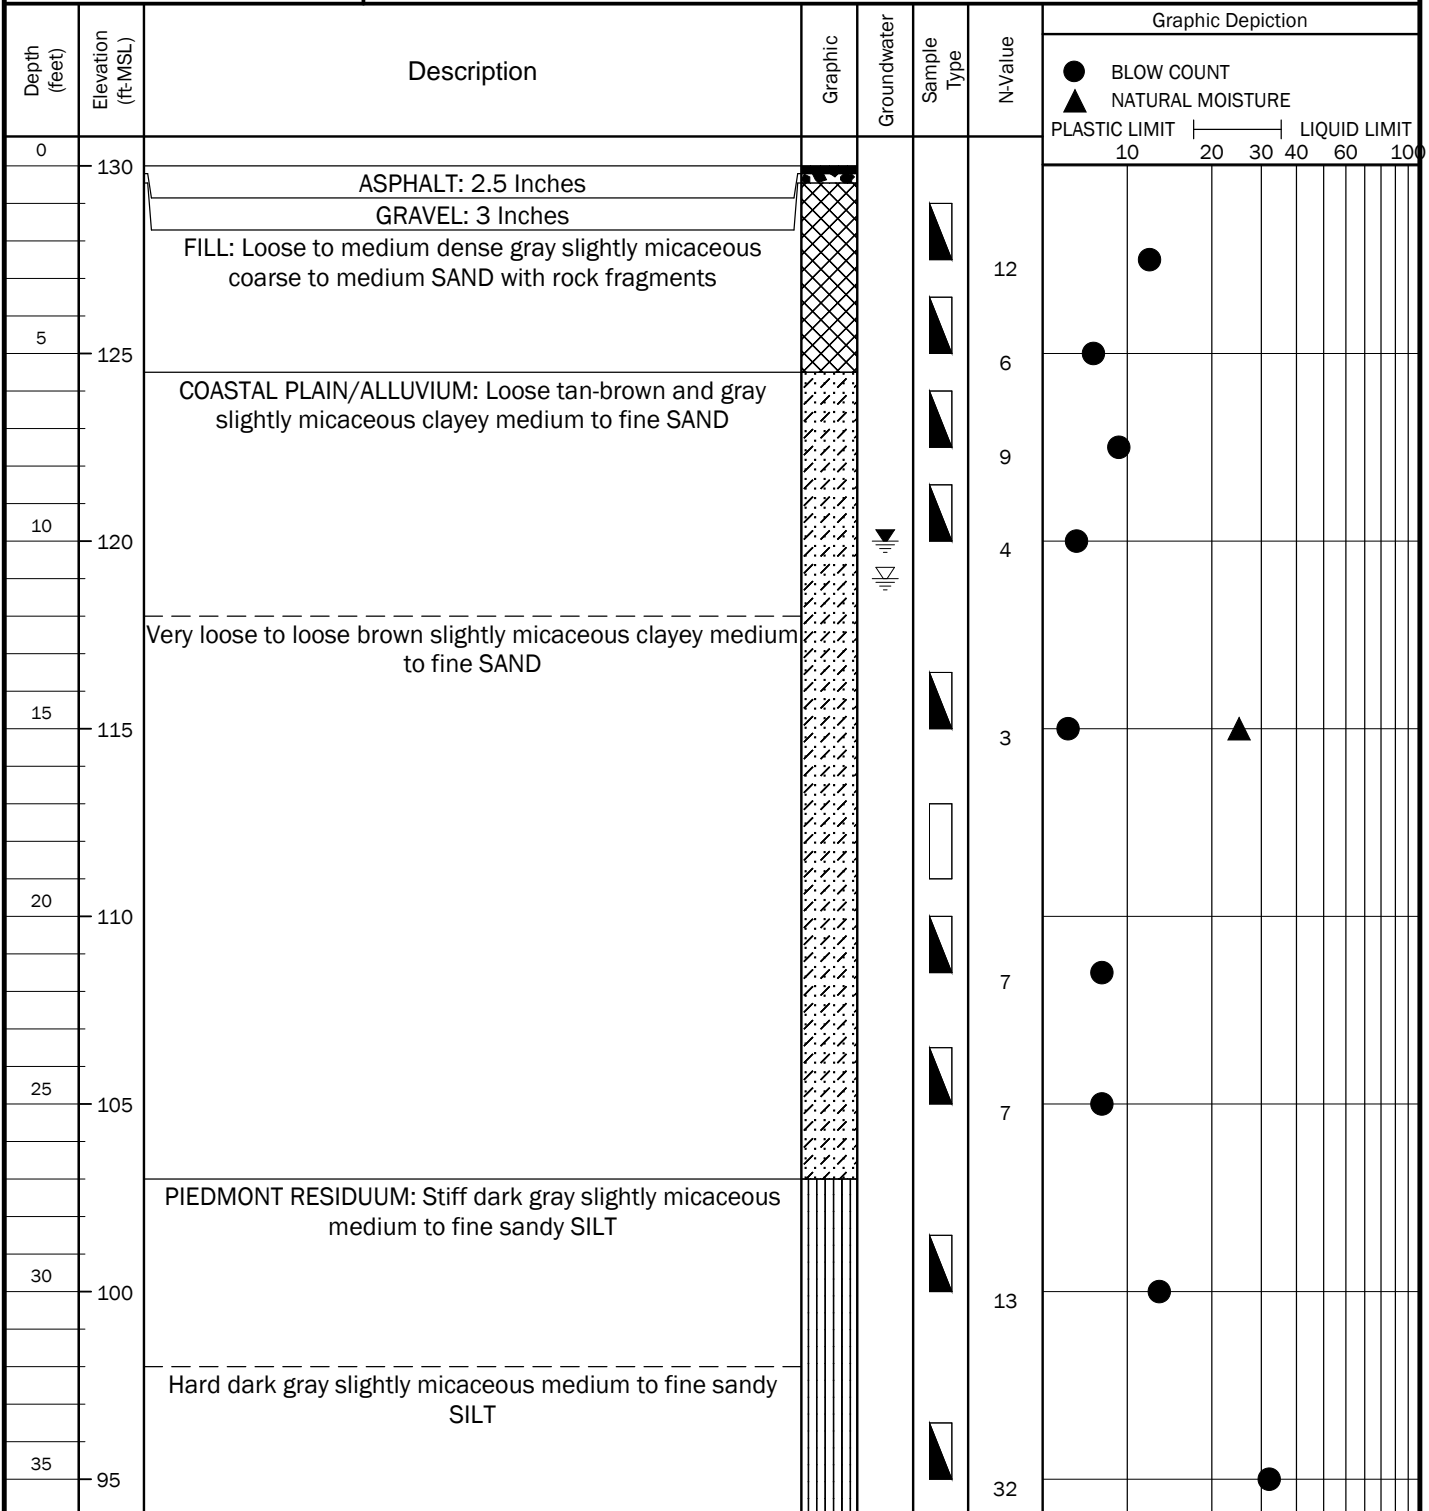 Depth
(feet)
Elevation
(ft-MSL)
Description
Graphic
Groundwater
Sample
Type
N-Value
Graphic Depiction
BLOW COUNT
NATURAL MOISTURE
PLASTIC LIMIT LIQUID LIMIT
10 20 30 40 60 100
0
130
ASPHALT: 2.5 Inches
GRAVEL: 3 Inches
FILL: Loose to medium dense gray slightly micaceous
coarse to medium SAND with rock fragments
12
5
125
6
COASTAL PLAIN/ALLUVIUM: Loose tan-brown and gray
slightly micaceous clayey medium to fine SAND
9
10
120
4
Very loose to loose brown slightly micaceous clayey medium
to fine SAND
15
115
3
20
110
7
25
105
7
PIEDMONT RESIDUUM: Stiff dark gray slightly micaceous
medium to fine sandy SILT
30
100
13
Hard dark gray slightly micaceous medium to fine sandy
SILT
35
95
32